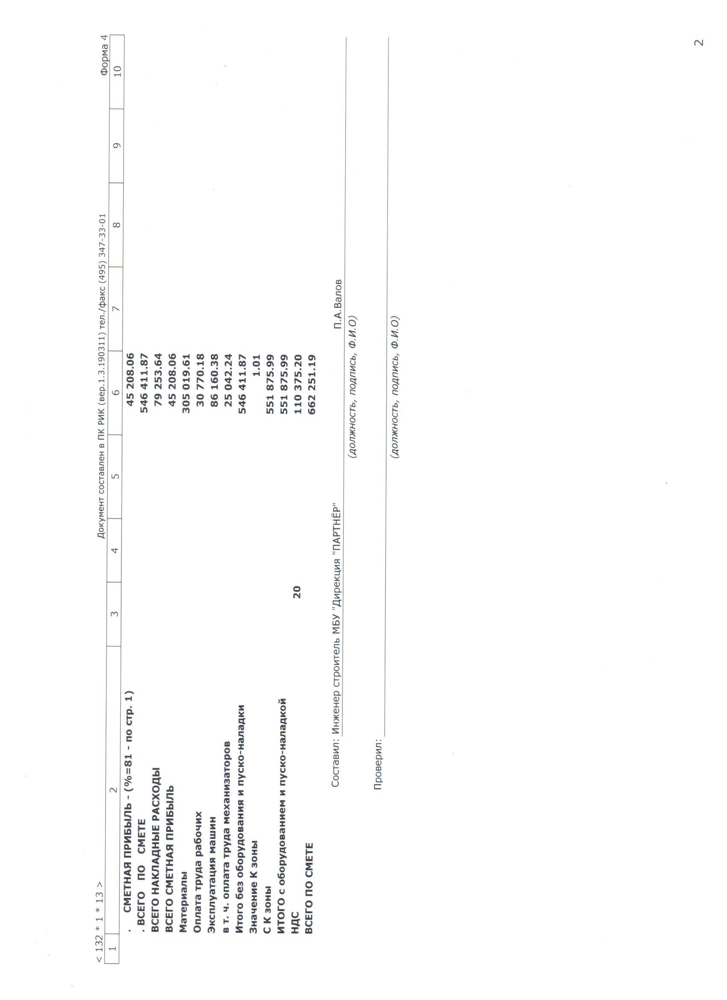 < 132 * 1 * 13 > Документ составлен в ПК РИК (вер.1.3.190311) тел./факс (495) 347-33-01 Форма 4
1 2 3 4 5 6 7 8 9 10
. СМЕТНАЯ ПРИБЫЛЬ - (%=81 - по стр. 1) 45 208.06
. ВСЕГО ПО СМЕТЕ 546 411.87
ВСЕГО НАКЛАДНЫЕ РАСХОДЫ 79 253.64
ВСЕГО СМЕТНАЯ ПРИБЫЛЬ 45 208.06
Материалы 305 019.61
Оплата труда рабочих 30 770.18
Эксплуатация машин 86 160.38
в т. ч. оплата труда механизаторов 25 042.24
Итого без оборудования и пуско-наладки 546 411.87
Значение К зоны 1.01
С К зоны 551 875.99
ИТОГО с оборудованием и пуско-наладкой 551 875.99
НДС 20 110 375.20
ВСЕГО ПО СМЕТЕ 662 251.19
Составил: Инженер строитель МБУ "Дирекция "ПАРТНЁР" П.А.Валов
(должность, подпись, Ф.И.О)
Проверил:
(должность, подпись, Ф.И.О)
2